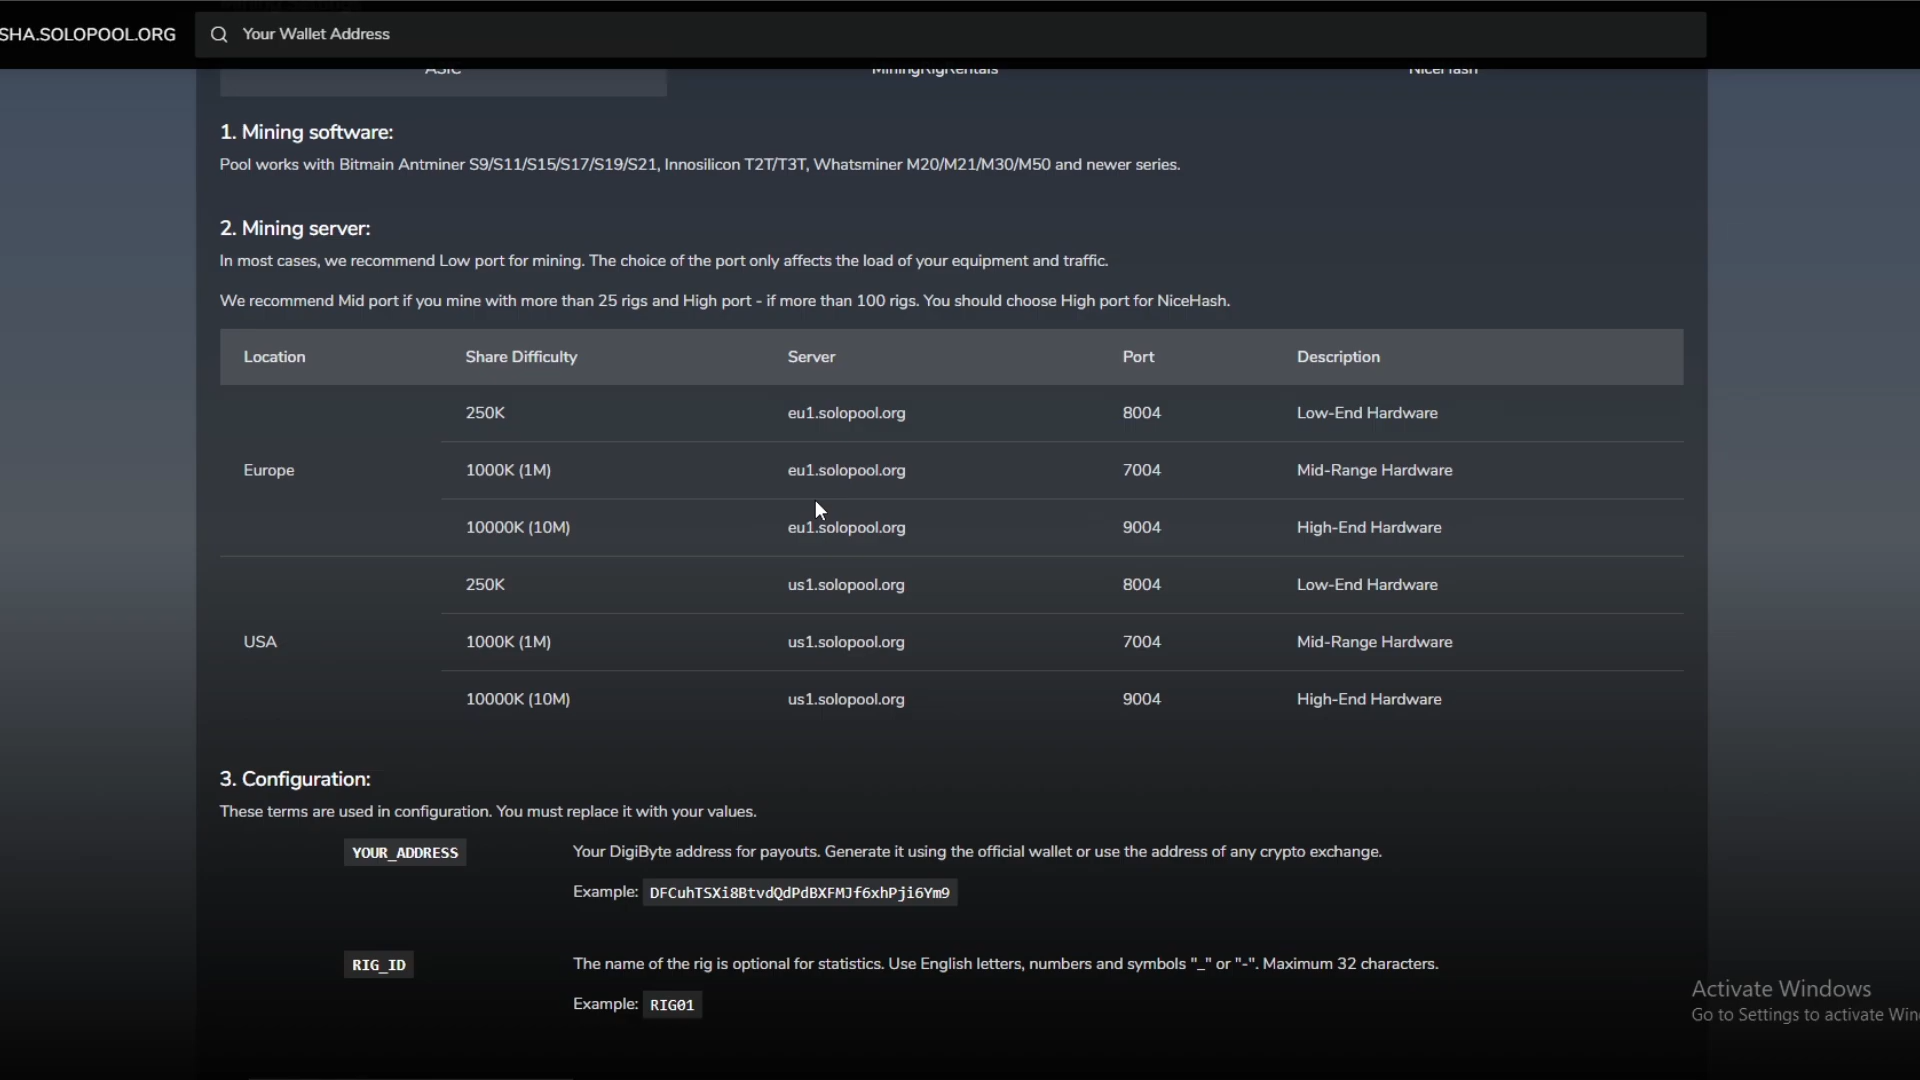 SHA.SOLOPOOL.ORG
Your Wallet Address
ASIC
MiningRigRentals
NiceHash
1. Mining software:
Pool works with Bitmain Antminer S9/S11/S15/S17/S19/S21, Innosilicon T2T/T3T, Whatsminer M20/M21/M30/M50 and newer series.
2. Mining server:
In most cases, we recommend Low port for mining. The choice of the port only affects the load of your equipment and traffic.
We recommend Mid port if you mine with more than 25 rigs and High port - if more than 100 rigs. You should choose High port for NiceHash.
Location Share Difficulty Server Port Description
250K eu1.solopool.org 8004 Low-End Hardware
Europe 1000K (1M) eu1.solopool.org 7004 Mid-Range Hardware
10000K (10M) eu1.solopool.org 9004 High-End Hardware
250K us1.solopool.org 8004 Low-End Hardware
USA 1000K (1M) us1.solopool.org 7004 Mid-Range Hardware
10000K (10M) us1.solopool.org 9004 High-End Hardware
3. Configuration:
These terms are used in configuration. You must replace it with your values.
YOUR_ADDRESS Your DigiByte address for payouts. Generate it using the official wallet or use the address of any crypto exchange.
Example: DFCuhTSXi8BtvdQdPdBXFMJf6xhPji6Ym9
RIG_ID The name of the rig is optional for statistics. Use English letters, numbers and symbols "_" or "-". Maximum 32 characters.
Example: RIG01
Activate Windows
Go to Settings to activate Win